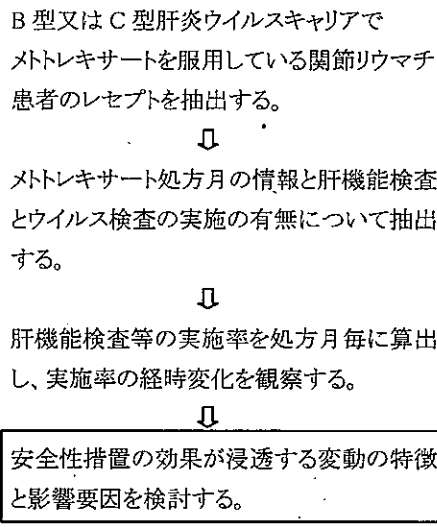 B 型又は C 型肝炎ウイルスキャリアで
メトトレキサートを服用している関節リウマチ
患者のレセプトを抽出する。
⇩
メトトレキサート処方月の情報と肝機能検査
とウイルス検査の実施の有無について抽出
する。
⇩
肝機能検査等の実施率を処方月毎に算出
し、実施率の経時変化を観察する。
⇩
安全性措置の効果が浸透する変動の特徴
と影響要因を検討する。